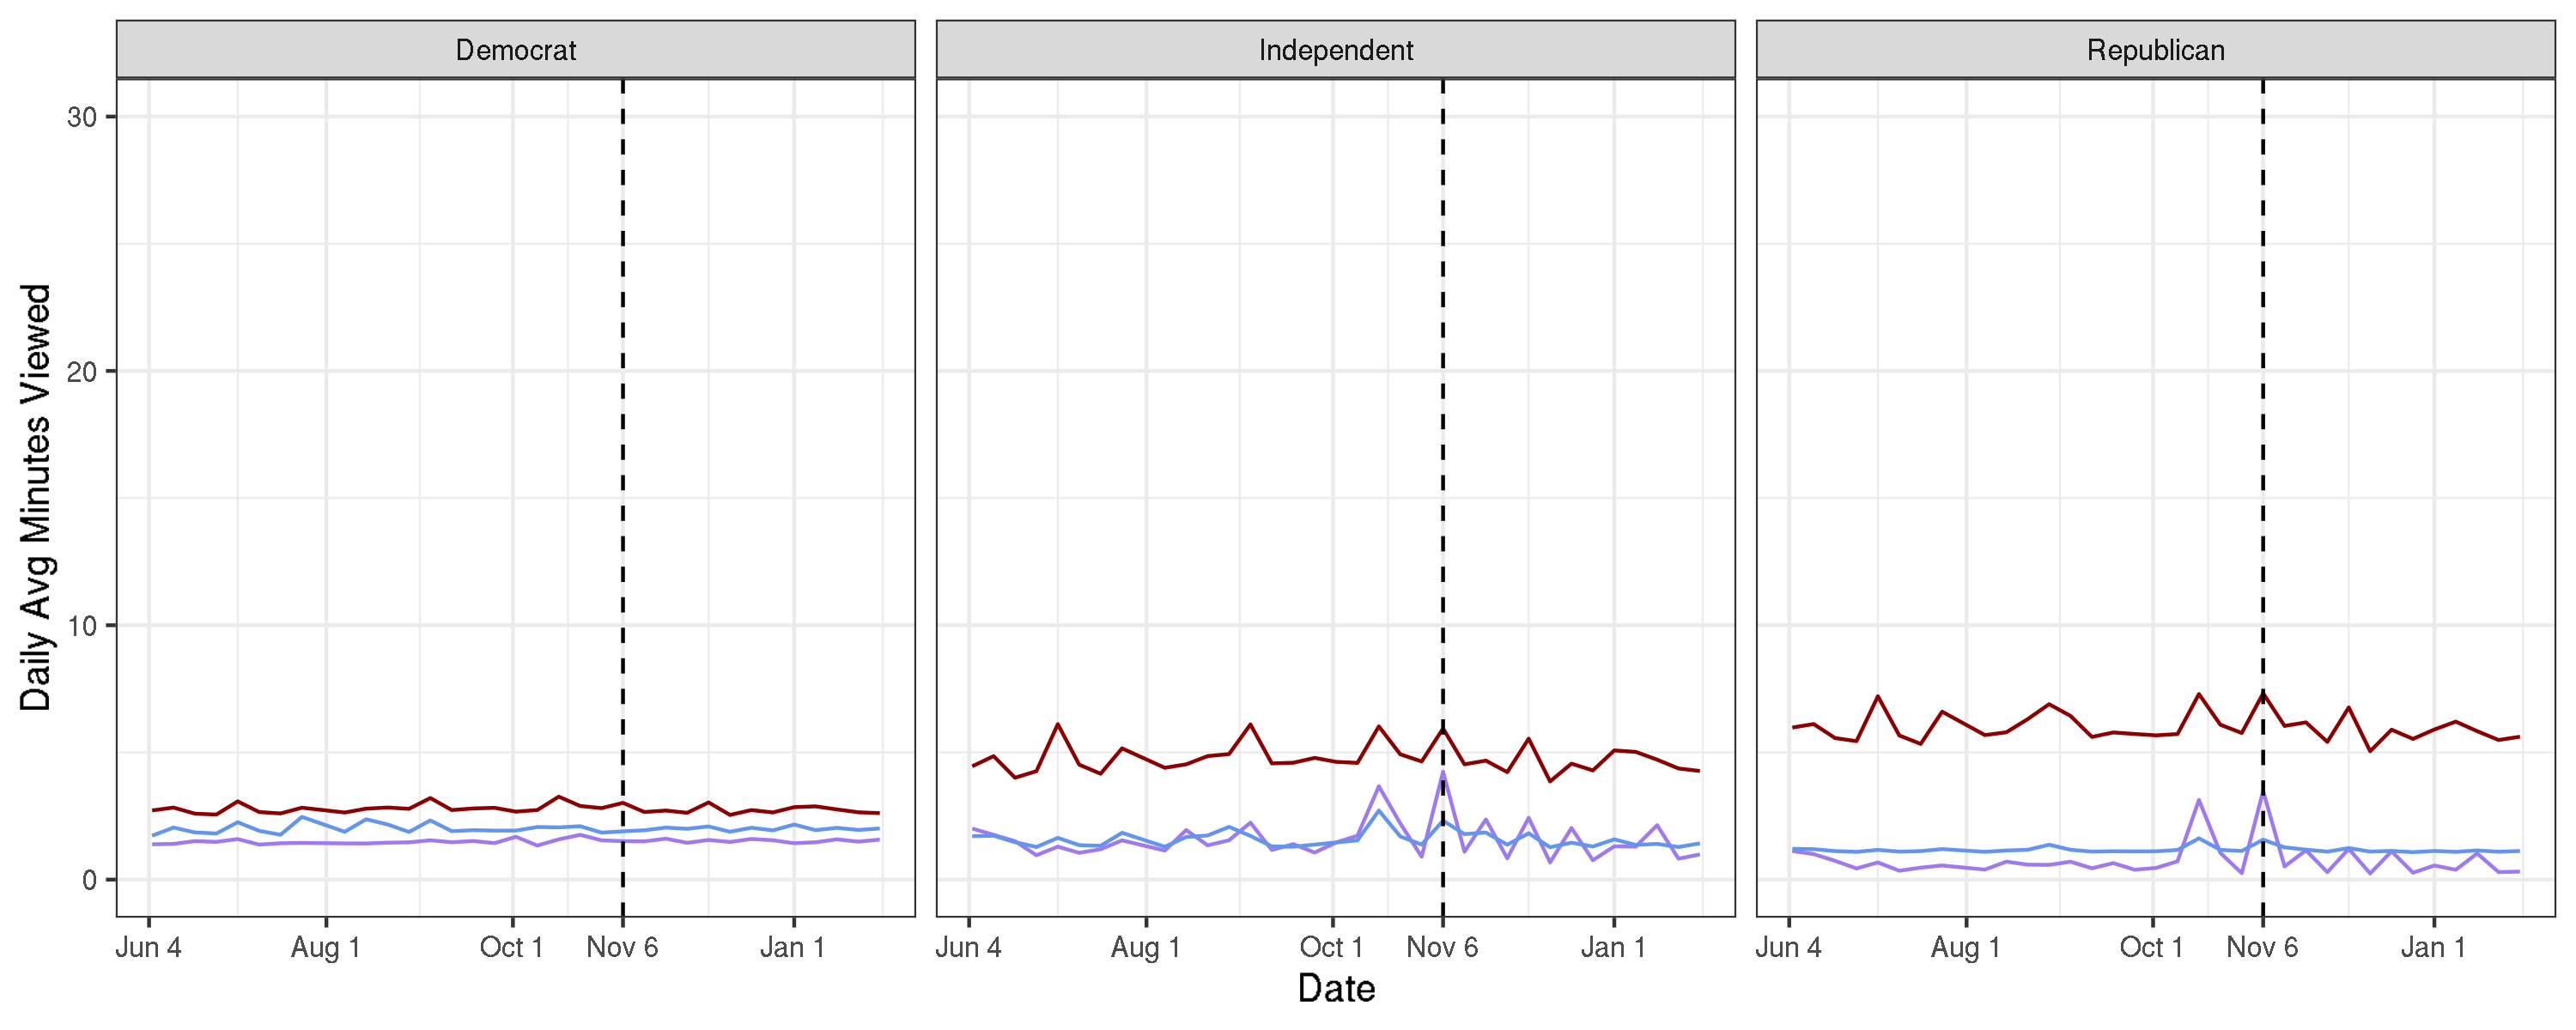 Democrat
Independent
Republican
Daily Avg Minutes Viewed
30
20
10
0
Jun 4 Aug 1 Oct 1 Nov 6 Jan 1
Jun 4 Aug 1 Oct 1 Nov 6 Jan 1
Jun 4 Aug 1 Oct 1 Nov 6 Jan 1
Date